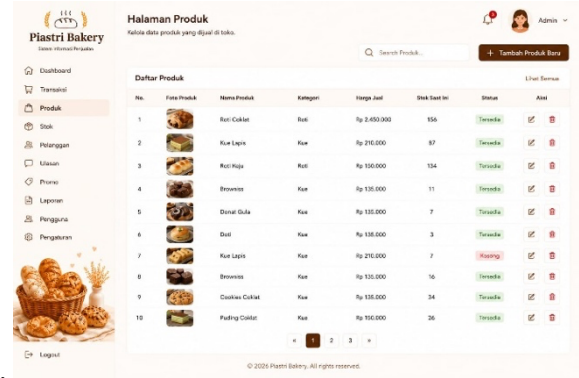 Piastri Bakery
Sistem Informasi Penjualan
Dashboard
Transaksi
Produk
Stok
Pelanggan
Ulasan
Promo
Laporan
Pengguna
Pengaturan
Logout
Halaman Produk
Kelola data produk yang dijual di toko.
Admin
Search Produk...
+ Tambah Produk Baru
Daftar Produk
Lihat Semua
No. Foto Produk Nama Produk Kategori Harga Jual Stok Saat Ini Status Aksi
1 Roti Coklat Roti Rp 2.450.000 156 Tersedia
2 Kue Lapis Kue Rp 210.000 87 Tersedia
3 Roti Keju Roti Rp 150.000 134 Tersedia
4 Browniss Kue Rp 135.000 11 Tersedia
5 Donat Gula Kue Rp 135.000 7 Tersedia
6 Doti Kue Rp 135.000 3 Tersedia
7 Kue Lapis Kue Rp 210.000 7 Kosong
8 Browniss Kue Rp 135.000 16 Tersedia
9 Cookies Coklat Kue Rp 135.000 34 Tersedia
10 Puding Coklat Kue Rp 150.000 36 Tersedia
« 1 2 3 »
© 2026 Piastri Bakery. All rights reserved.